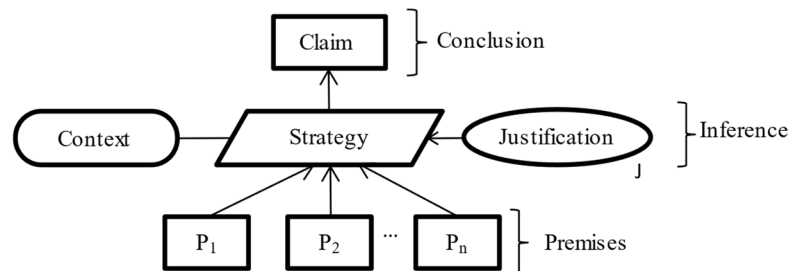 Claim
Conclusion
Context
Strategy
Justification
J
Inference
P1
P2
...
Pn
Premises